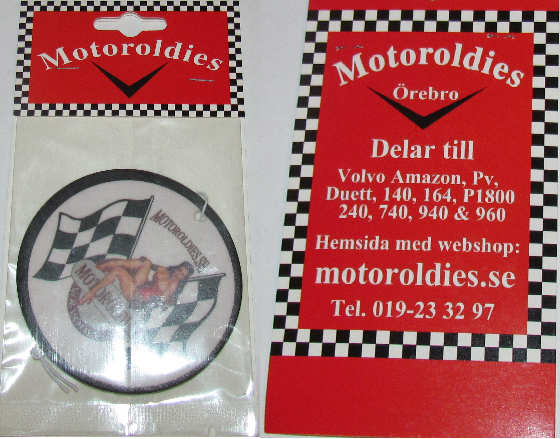 Motoroldies
MOTOROLDIES.SE
Motoroldies
Örebro
Delar till
Volvo Amazon, Pv,
Duett, 140, 164, P1800
240, 740, 940 & 960
Hemsida med webshop:
motoroldies.se
Tel. 019-23 32 97